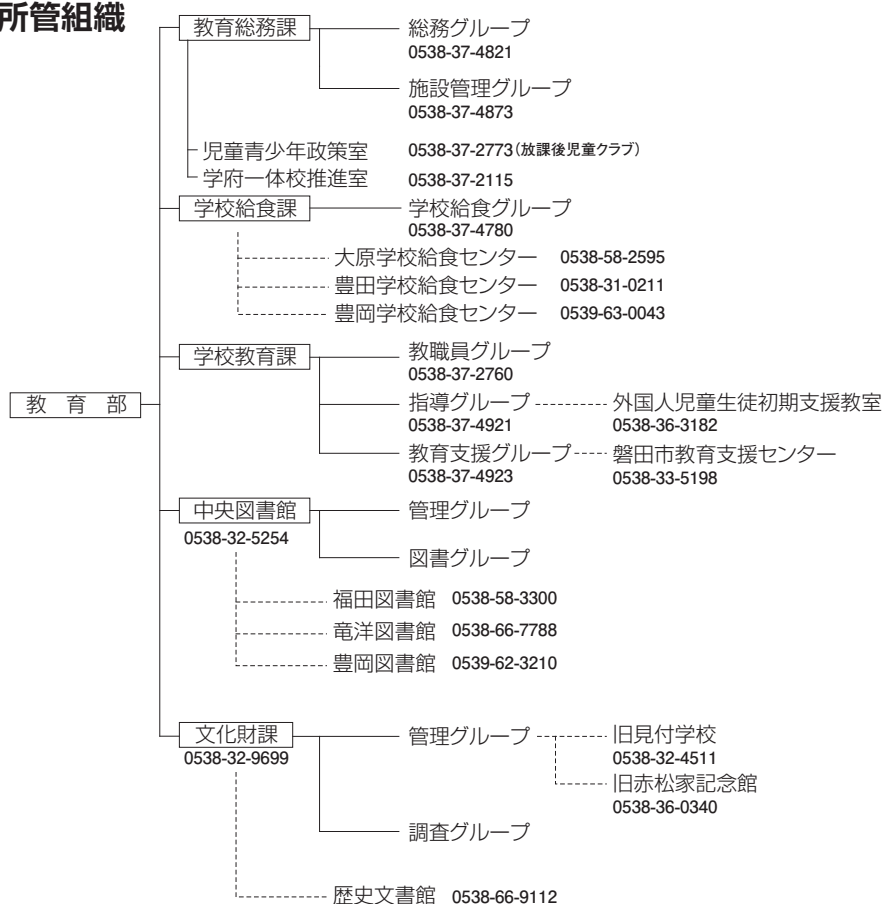 所管組織
教育総務課
総務グループ
0538-37-4821
施設管理グループ
0538-37-4873
児童青少年政策室 0538-37-2773(放課後児童クラブ)
学府一体校推進室 0538-37-2115
学校給食課
学校給食グループ
0538-37-4780
大原学校給食センター 0538-58-2595
豊田学校給食センター 0538-31-0211
豊岡学校給食センター 0539-63-0043
教育部
学校教育課
教職員グループ
0538-37-2760
指導グループ
0538-37-4921
外国人児童生徒初期支援教室
0538-36-3182
教育支援グループ
0538-37-4923
磐田市教育支援センター
0538-33-5198
中央図書館
0538-32-5254
管理グループ
図書グループ
福田図書館 0538-58-3300
竜洋図書館 0538-66-7788
豊岡図書館 0539-62-3210
文化財課
0538-32-9699
管理グループ
旧見付学校
0538-32-4511
旧赤松家記念館
0538-36-0340
調査グループ
歴史文書館 0538-66-9112